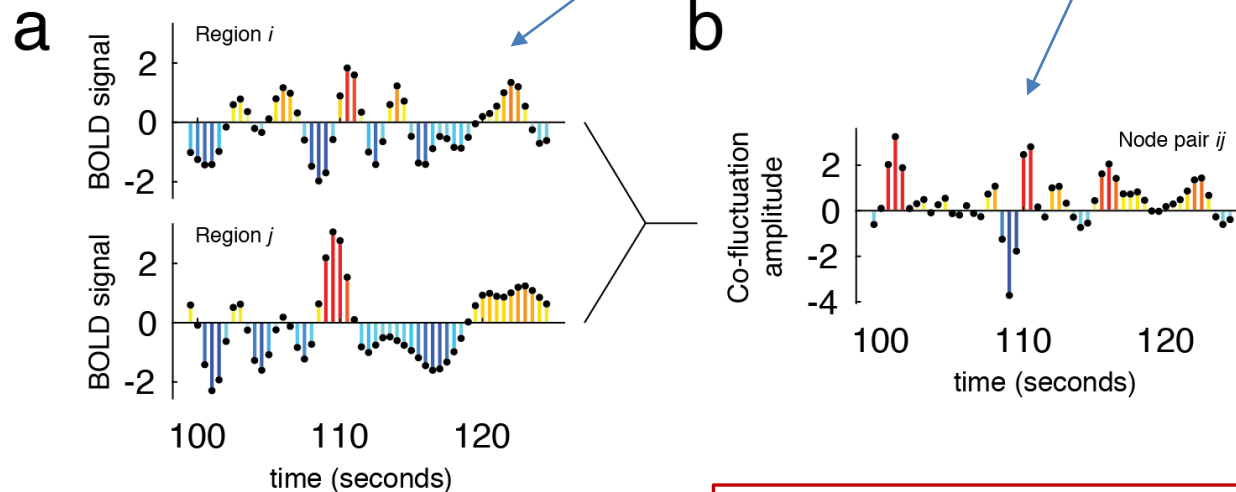 a
Region i
BOLD signal
2
0
-2
Region j
BOLD signal
2
0
-2
100 110 120
time (seconds)
b
Node pair ij
Co-fluctuation
amplitude
2
0
-2
-4
100 110 120
time (seconds)